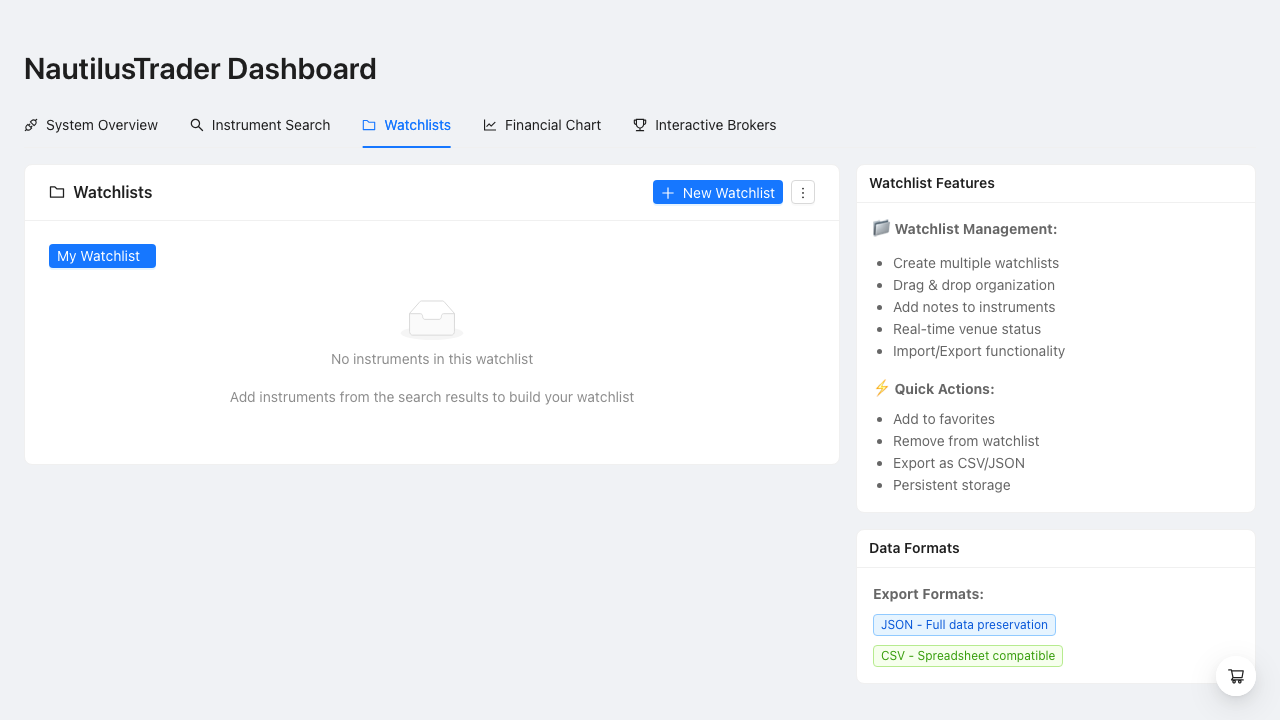 NautilusTrader Dashboard
System Overview
Instrument Search
Watchlists
Financial Chart
Interactive Brokers
Watchlists
New Watchlist
My Watchlist
No instruments in this watchlist
Add instruments from the search results to build your watchlist
Watchlist Features
Watchlist Management:
Create multiple watchlists
Drag & drop organization
Add notes to instruments
Real-time venue status
Import/Export functionality
Quick Actions:
Add to favorites
Remove from watchlist
Export as CSV/JSON
Persistent storage
Data Formats
Export Formats:
JSON - Full data preservation
CSV - Spreadsheet compatible